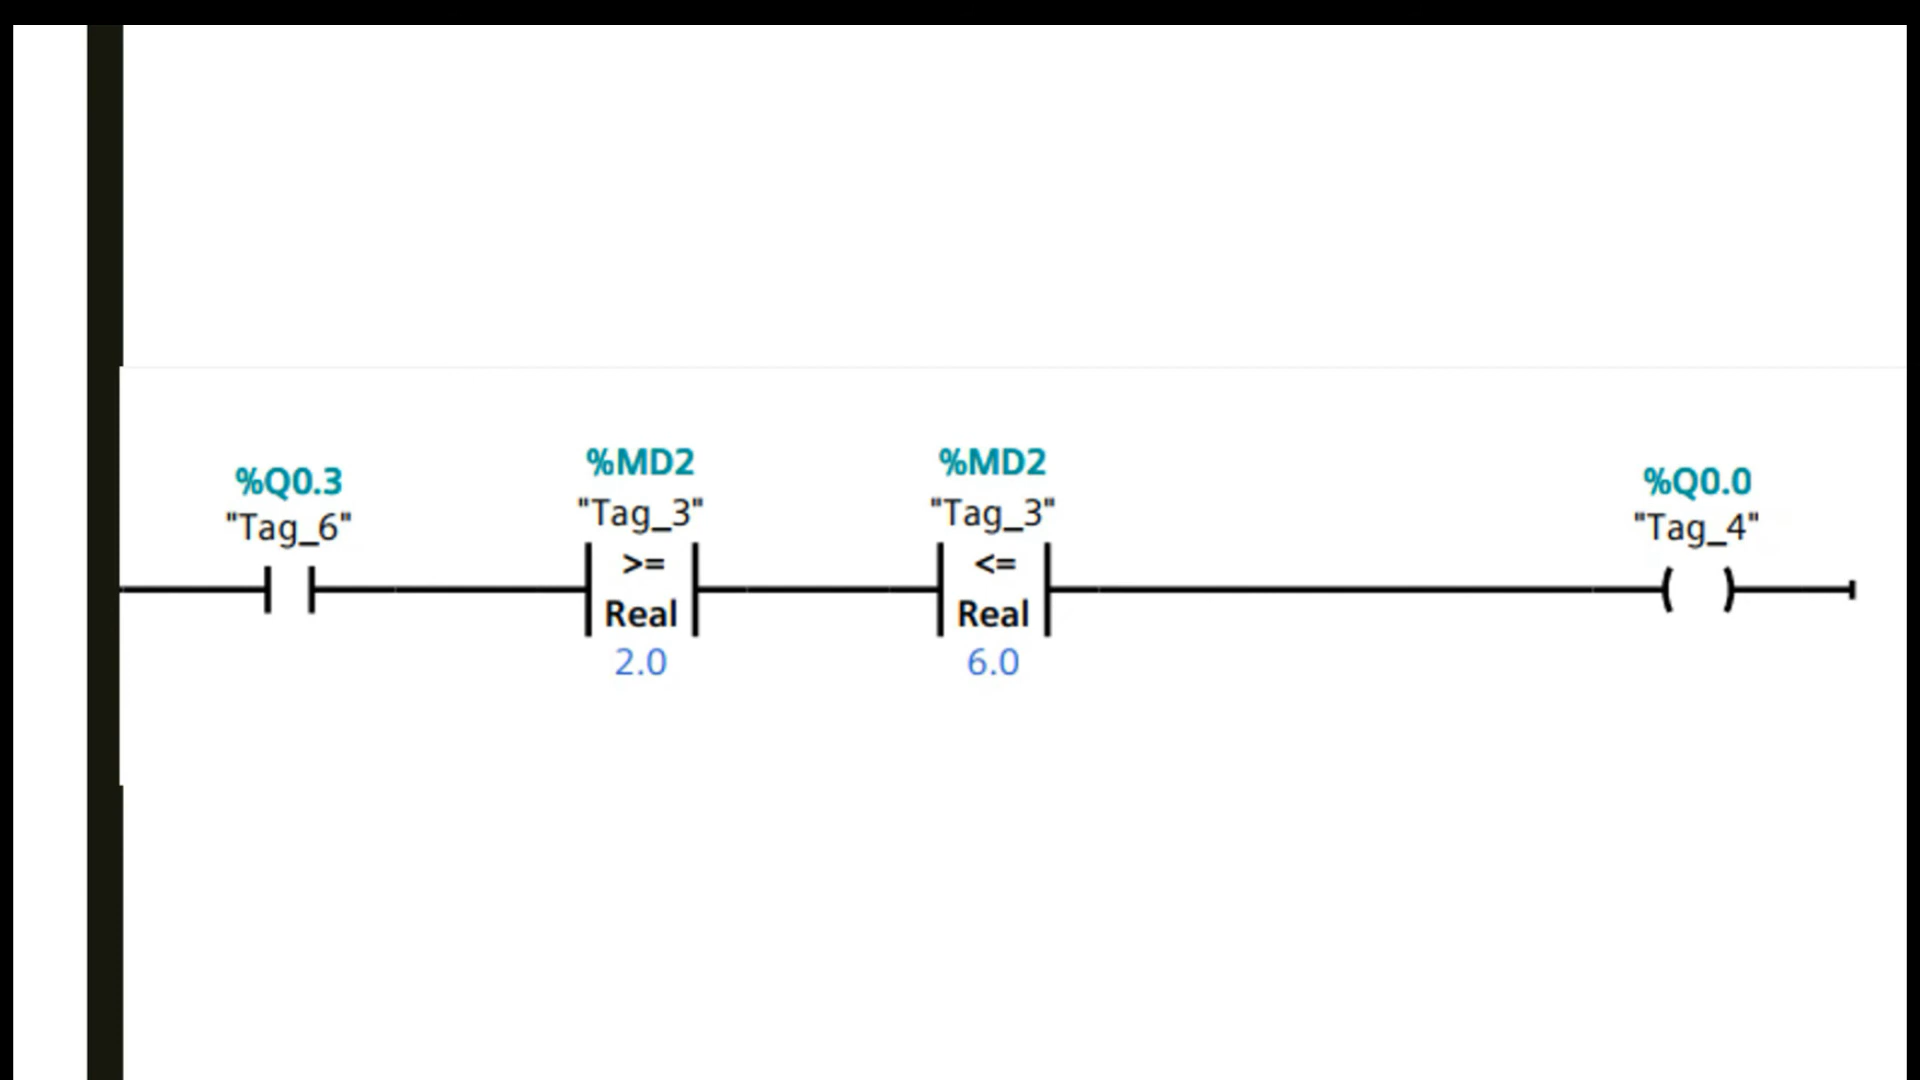 %Q0.3
"Tag_6"
%MD2
"Tag_3"
>=
Real
2.0
%MD2
"Tag_3"
<=
Real
6.0
%Q0.0
"Tag_4"